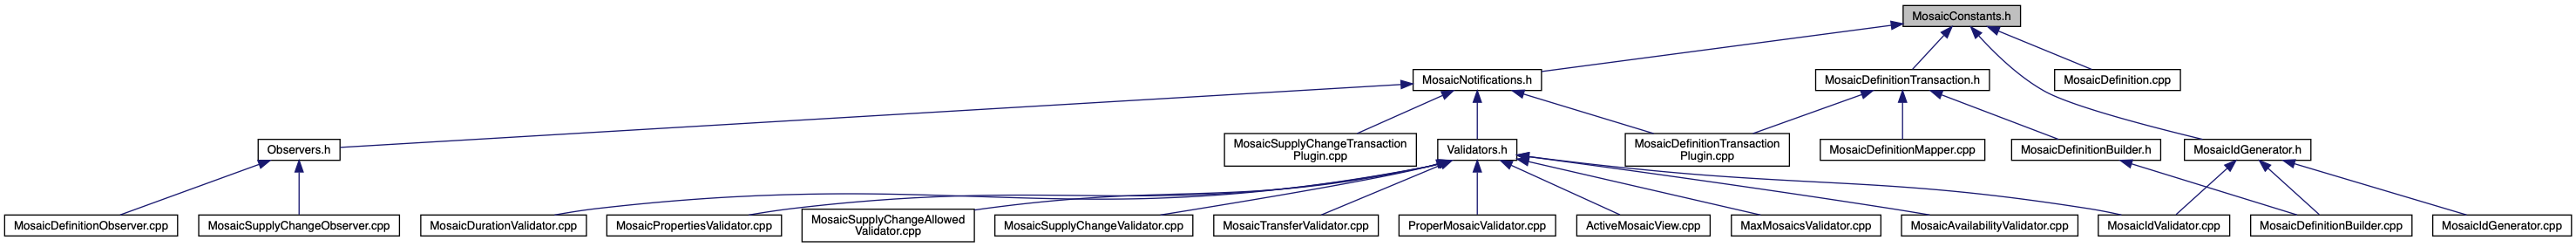 MosaicConstants.h
MosaicNotifications.h
MosaicDefinitionTransaction.h
MosaicDefinition.cpp
Observers.h
MosaicSupplyChangeTransaction
Plugin.cpp
Validators.h
MosaicDefinitionTransaction
Plugin.cpp
MosaicDefinitionMapper.cpp
MosaicDefinitionBuilder.h
MosaicIdGenerator.h
MosaicDefinitionObserver.cpp
MosaicSupplyChangeObserver.cpp
MosaicDurationValidator.cpp
MosaicPropertiesValidator.cpp
MosaicSupplyChangeAllowed
Validator.cpp
MosaicSupplyChangeValidator.cpp
MosaicTransferValidator.cpp
ProperMosaicValidator.cpp
ActiveMosaicView.cpp
MaxMosaicsValidator.cpp
MosaicAvailabilityValidator.cpp
MosaicIdValidator.cpp
MosaicDefinitionBuilder.cpp
MosaicIdGenerator.cpp